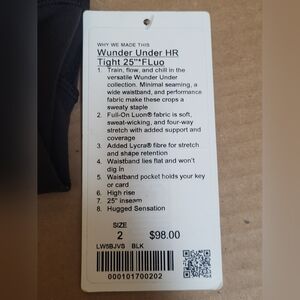 WHY WE MADE THIS
Wunder Under HR
Tight 25"*FLuo
1. Train, flow, and chill in the
versatile Wunder Under
collection. Minimal seaming, a
wide waistband, and performance
fabric make these crops a
sweaty staple
2. Full-On Luon® fabric is soft,
sweat-wicking, and four-way
stretch with added support and
coverage
3. Added Lycra® fibre for stretch
and shape retention
4. Waistband lies flat and won't
dig in
5. Waistband pocket holds your key
or card
6. High rise
7. 25" inseam
8. Hugged Sensation
SIZE
2 $98.00
LW5BJVS BLK
000101700202